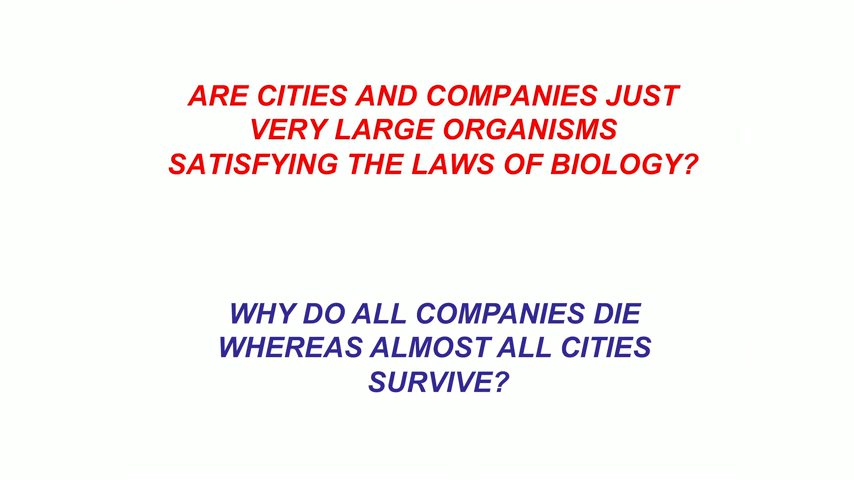 ARE CITIES AND COMPANIES JUST
VERY LARGE ORGANISMS
SATISFYING THE LAWS OF BIOLOGY?
WHY DO ALL COMPANIES DIE
WHEREAS ALMOST ALL CITIES
SURVIVE?